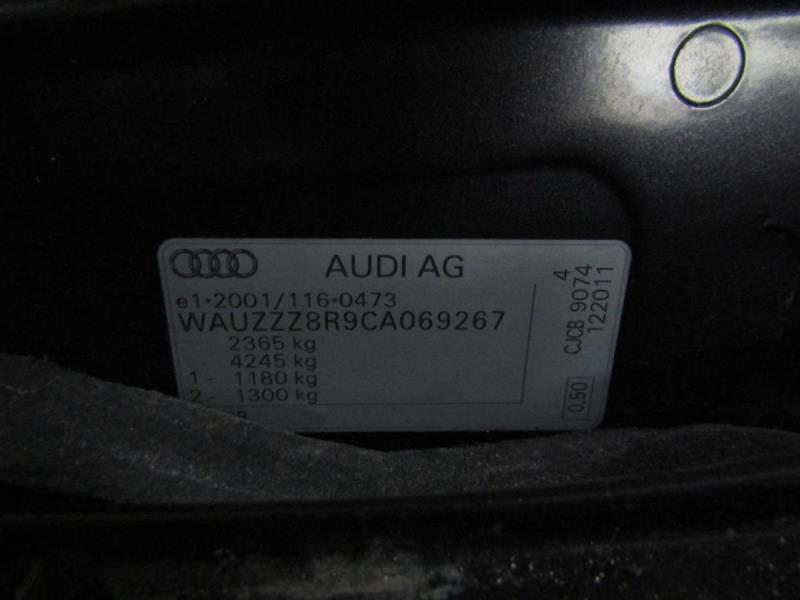 AUDI AG
e1*2001/116*0473
WAUZZZ8R9CA069267
2365 kg
4245 kg
1 - 1180 kg
2 - 1300 kg
4
CJCB 9074
122011
0.50